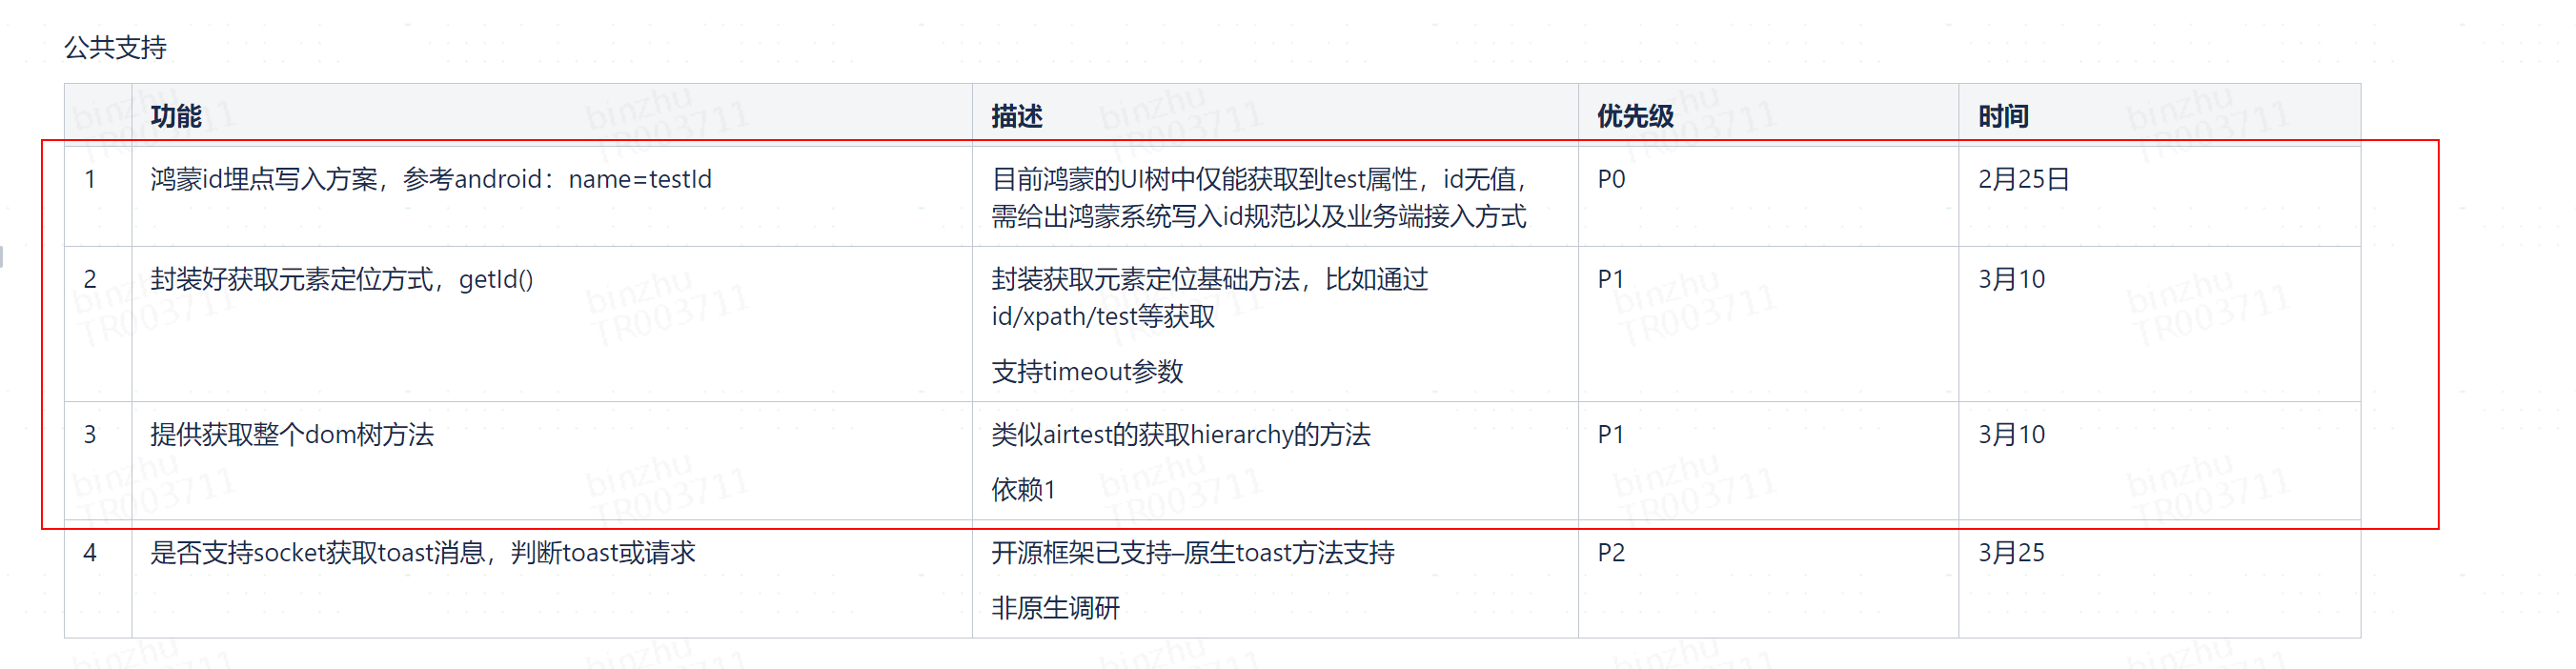 公共支持
功能 描述 优先级 时间
1 鸿蒙id埋点写入方案，参考android：name=testId 目前鸿蒙的UI树中仅能获取到test属性，id无值， P0 2月25日
需给出鸿蒙系统写入id规范以及业务端接入方式
2 封装好获取元素定位方式，getId() 封装获取元素定位基础方法，比如通过 P1 3月10
id/xpath/test等获取
支持timeout参数
3 提供获取整个dom树方法 类似airtest的获取hierarchy的方法 P1 3月10
依赖1
4 是否支持socket获取toast消息，判断toast或请求 开源框架已支持–原生toast方法支持 P2 3月25
非原生调研
binzhu
TR003711